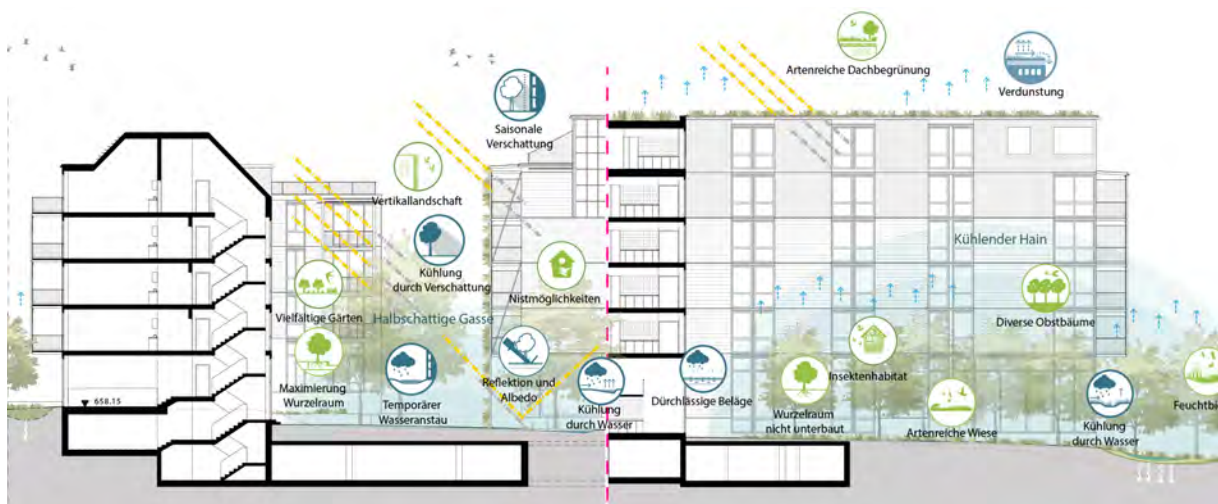 Artenreiche Dachbegrünung
Verdunstung
Saisonale
Verschattung
Vertikallandschaft
Kühlung
durch Verschattung
Nistmöglichkeiten
Kühlender Hain
Vielfältige Gärten
Halbschattige Gasse
Diverse Obstbäume
Maximierung
Wurzelraum
Temporärer
Wasseranstau
Reflektion und
Albedo
Kühlung
durch Wasser
Dürchlässige Beläge
Insektenhabitat
Wurzelraum
nicht unterbaut
Artenreiche Wiese
Kühlung
durch Wasser
Feuchtbi
658.15